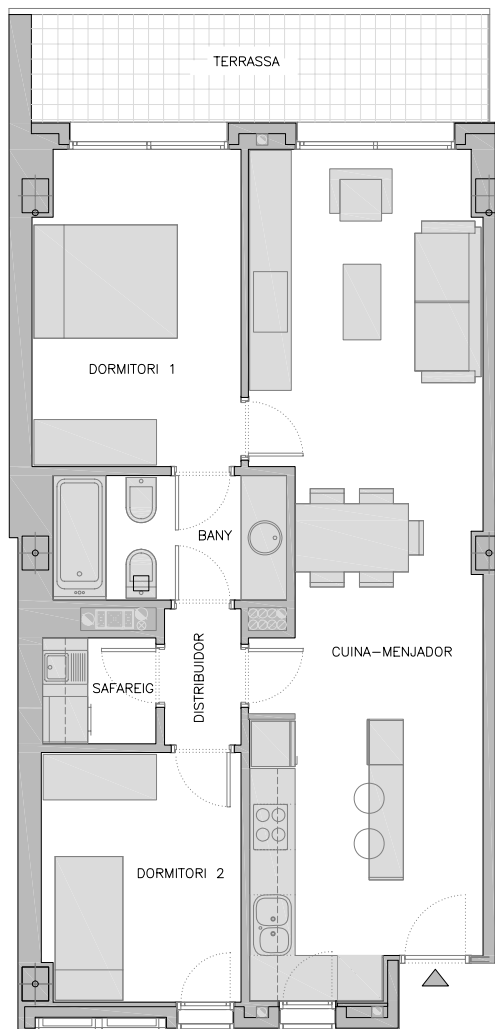 TERRASSA
DORMITORI 1
BANY
CUINA-MENJADOR
DISTRIBUIDOR
SAFAREIG
DORMITORI 2